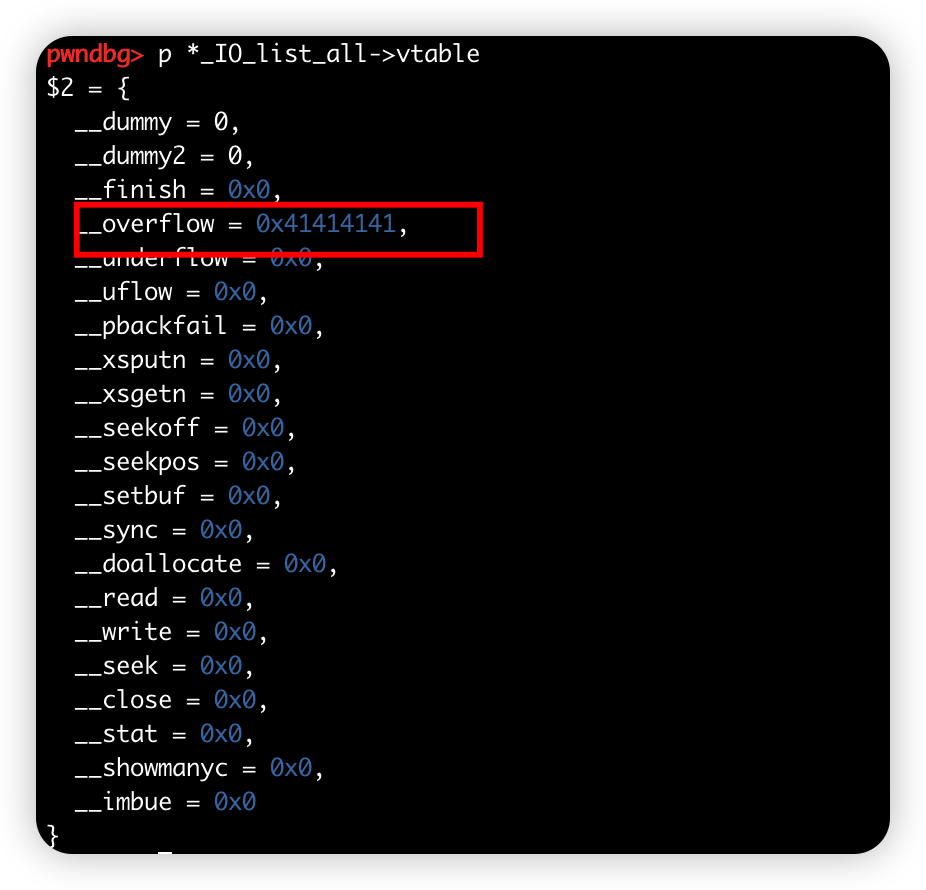 pwndbg> p *_IO_list_all->vtable
$2 = {
  __dummy = 0,
  __dummy2 = 0,
  __finish = 0x0,
  __overflow = 0x41414141,
  __underflow = 0x0,
  __uflow = 0x0,
  __pbackfail = 0x0,
  __xsputn = 0x0,
  __xsgetn = 0x0,
  __seekoff = 0x0,
  __seekpos = 0x0,
  __setbuf = 0x0,
  __sync = 0x0,
  __doallocate = 0x0,
  __read = 0x0,
  __write = 0x0,
  __seek = 0x0,
  __close = 0x0,
  __stat = 0x0,
  __showmanyc = 0x0,
  __imbue = 0x0
}